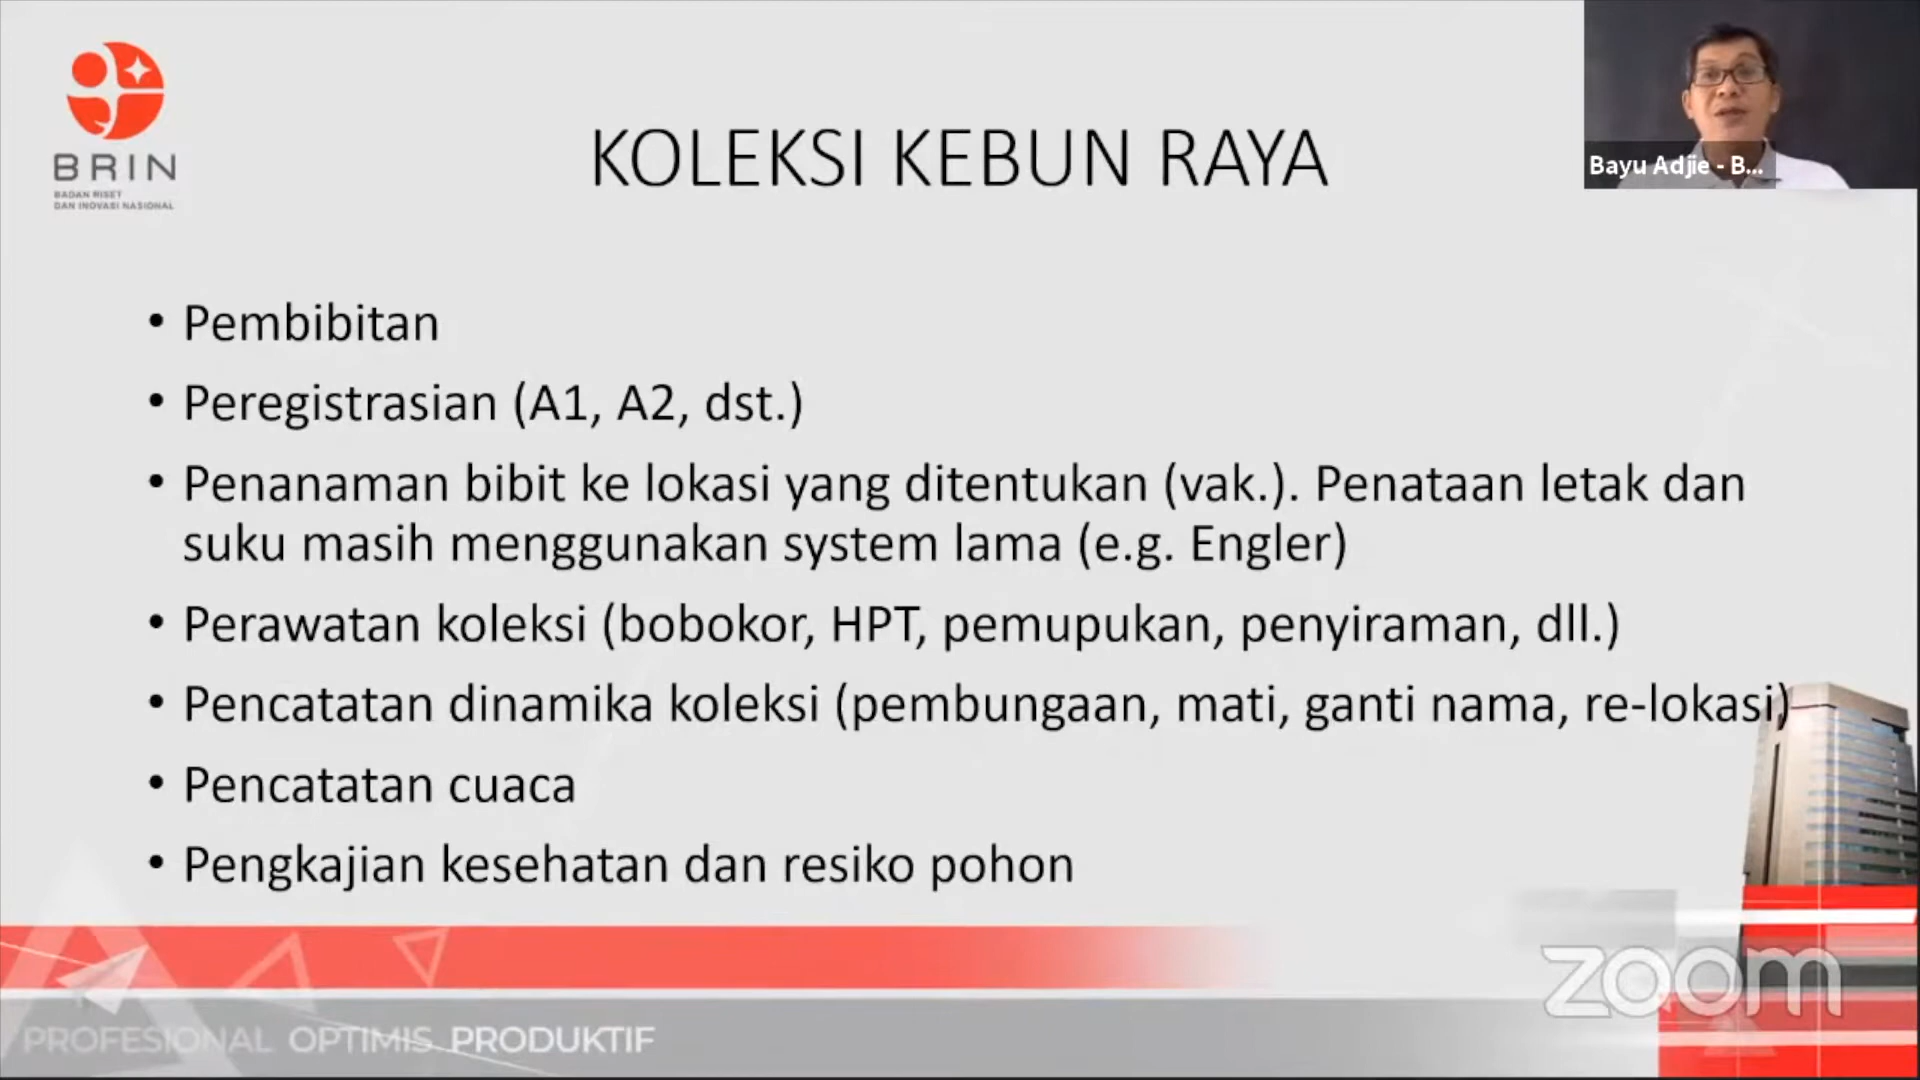 BRIN
BADAN RISET
DAN INOVASI NASIONAL
KOLEKSI KEBUN RAYA
Bayu Adjie - B...
• Pembibitan
• Peregistrasian (A1, A2, dst.)
• Penanaman bibit ke lokasi yang ditentukan (vak.). Penataan letak dan
suku masih menggunakan system lama (e.g. Engler)
• Perawatan koleksi (bobokor, HPT, pemupukan, penyiraman, dll.)
• Pencatatan dinamika koleksi (pembungaan, mati, ganti nama, re-lokasi)
• Pencatatan cuaca
• Pengkajian kesehatan dan resiko pohon
zoom
PROFESIONAL OPTIMIS PRODUKTIF